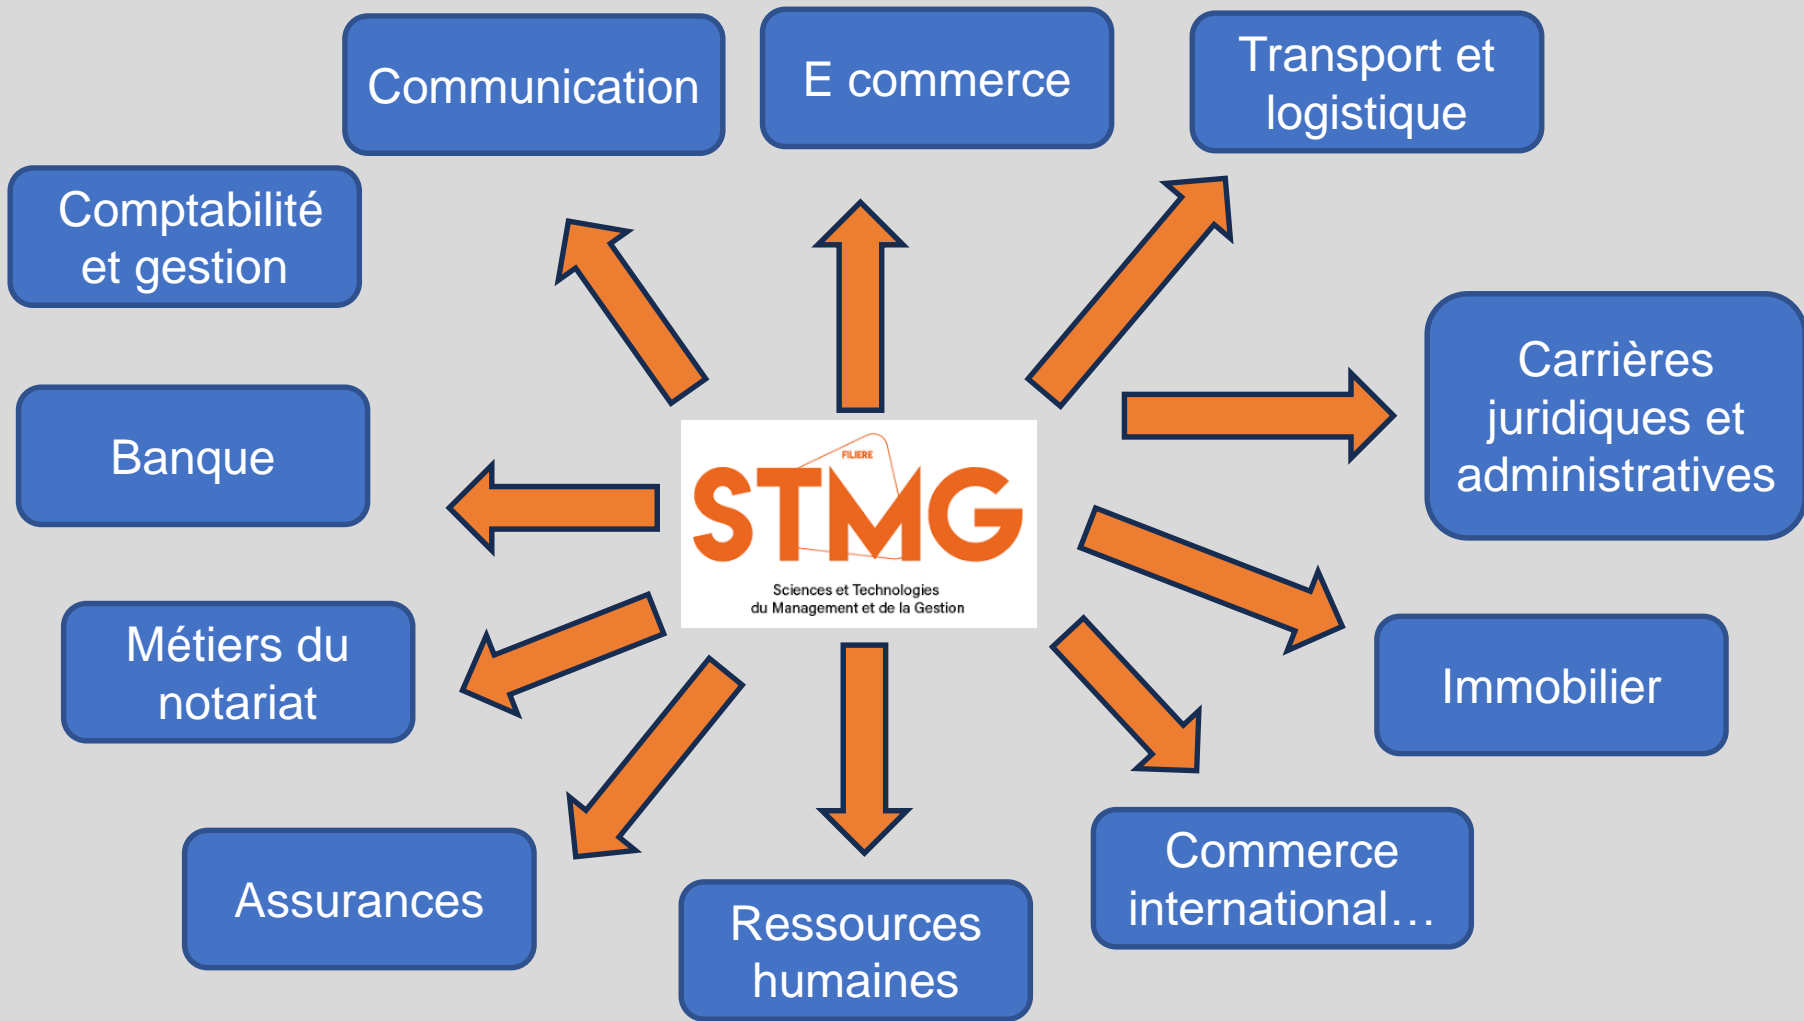 Communication
E commerce
Transport et
logistique
Comptabilité
et gestion
Carrières
juridiques et
administratives
Banque
FILIERE
STMG
Sciences et Technologies
du Management et de la Gestion
Métiers du
notariat
Immobilier
Assurances
Ressources
humaines
Commerce
international…